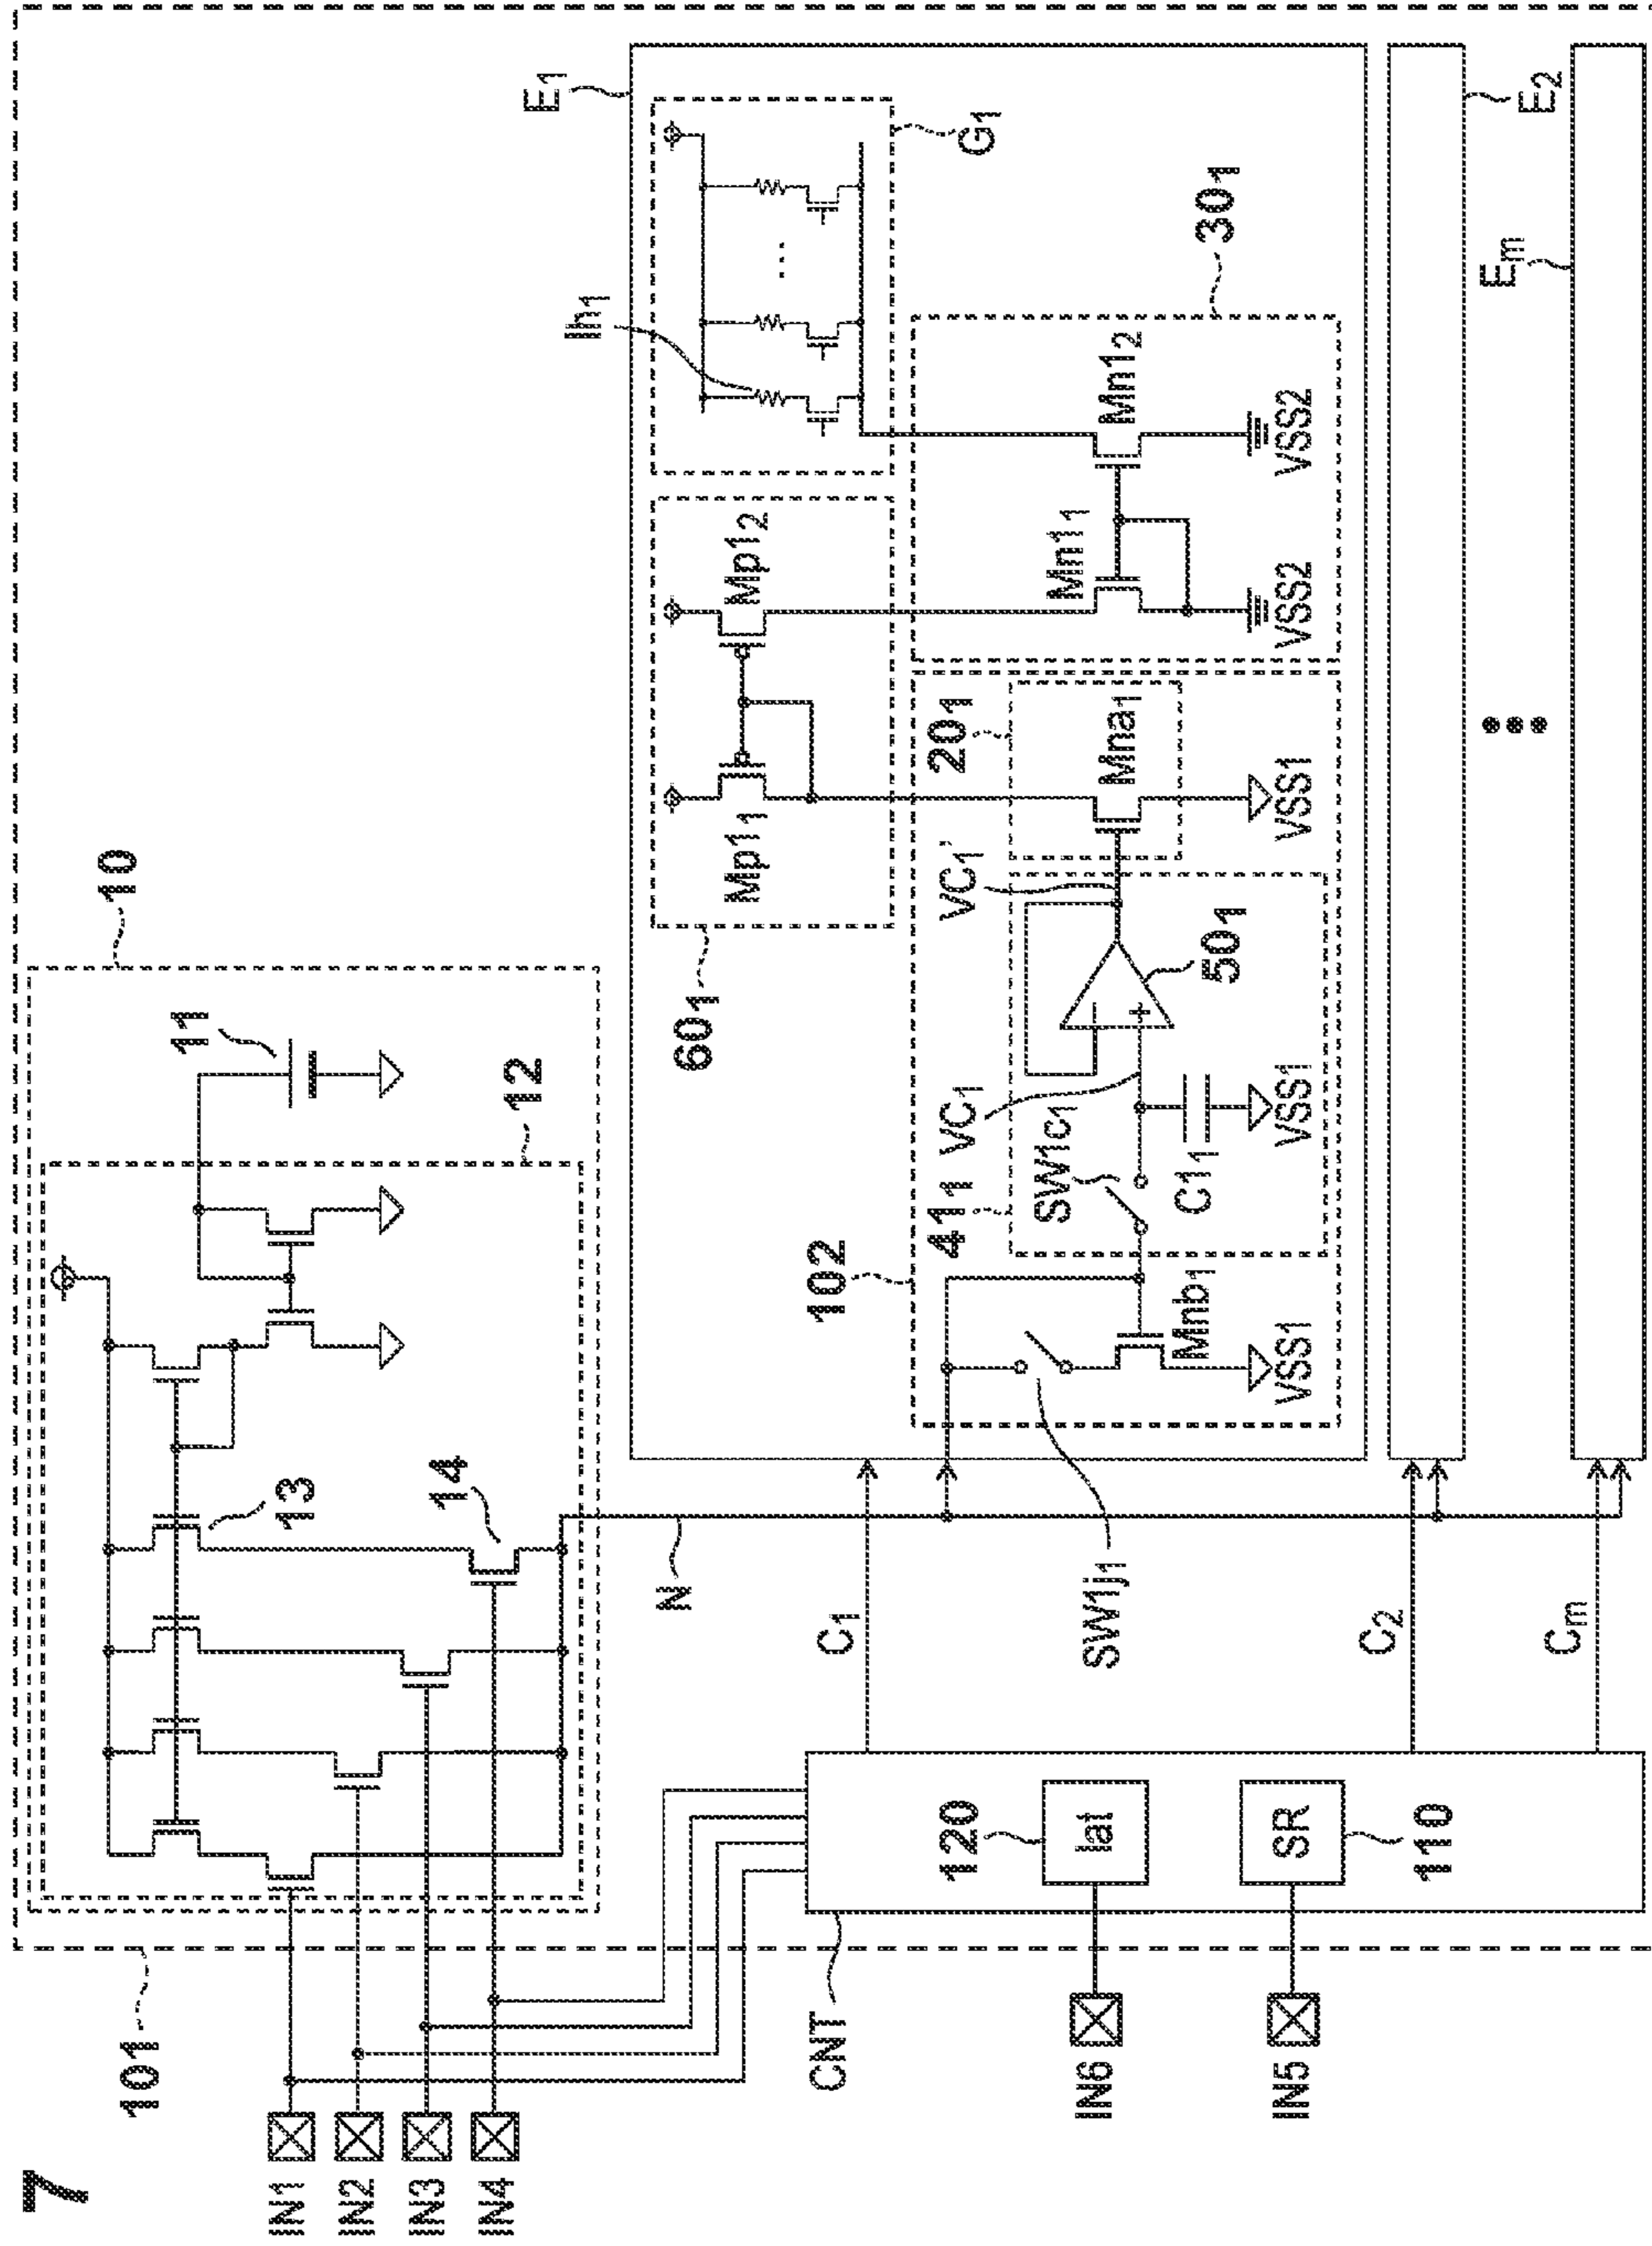 7
101
10
11
12
13
14
IN1
IN2
IN3
IN4
N
CNT
120
lat
SR
110
IN6
IN5
C1
C2
Cm
SW1j1
E1
E2
Em
G1
Ih1
301
Mp11
Mp12
601
Mn11
Mn12
VSS2
VSS2
201
Mna1
VSS1
VC1'
501
-
+
VC1
411
SW1c1
C11
VSS1
102
Mnb1
VSS1